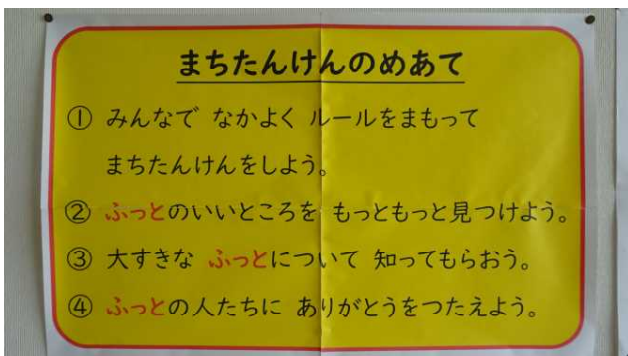 まちたんけんのめあて
① みんなで なかよく ルールをまもって
まちたんけんをしよう。
② ふっとのいいところを もっともっと見つけよう。
③ 大すきな ふっとについて 知ってもらおう。
④ ふっとの人たちに ありがとうをつたえよう。